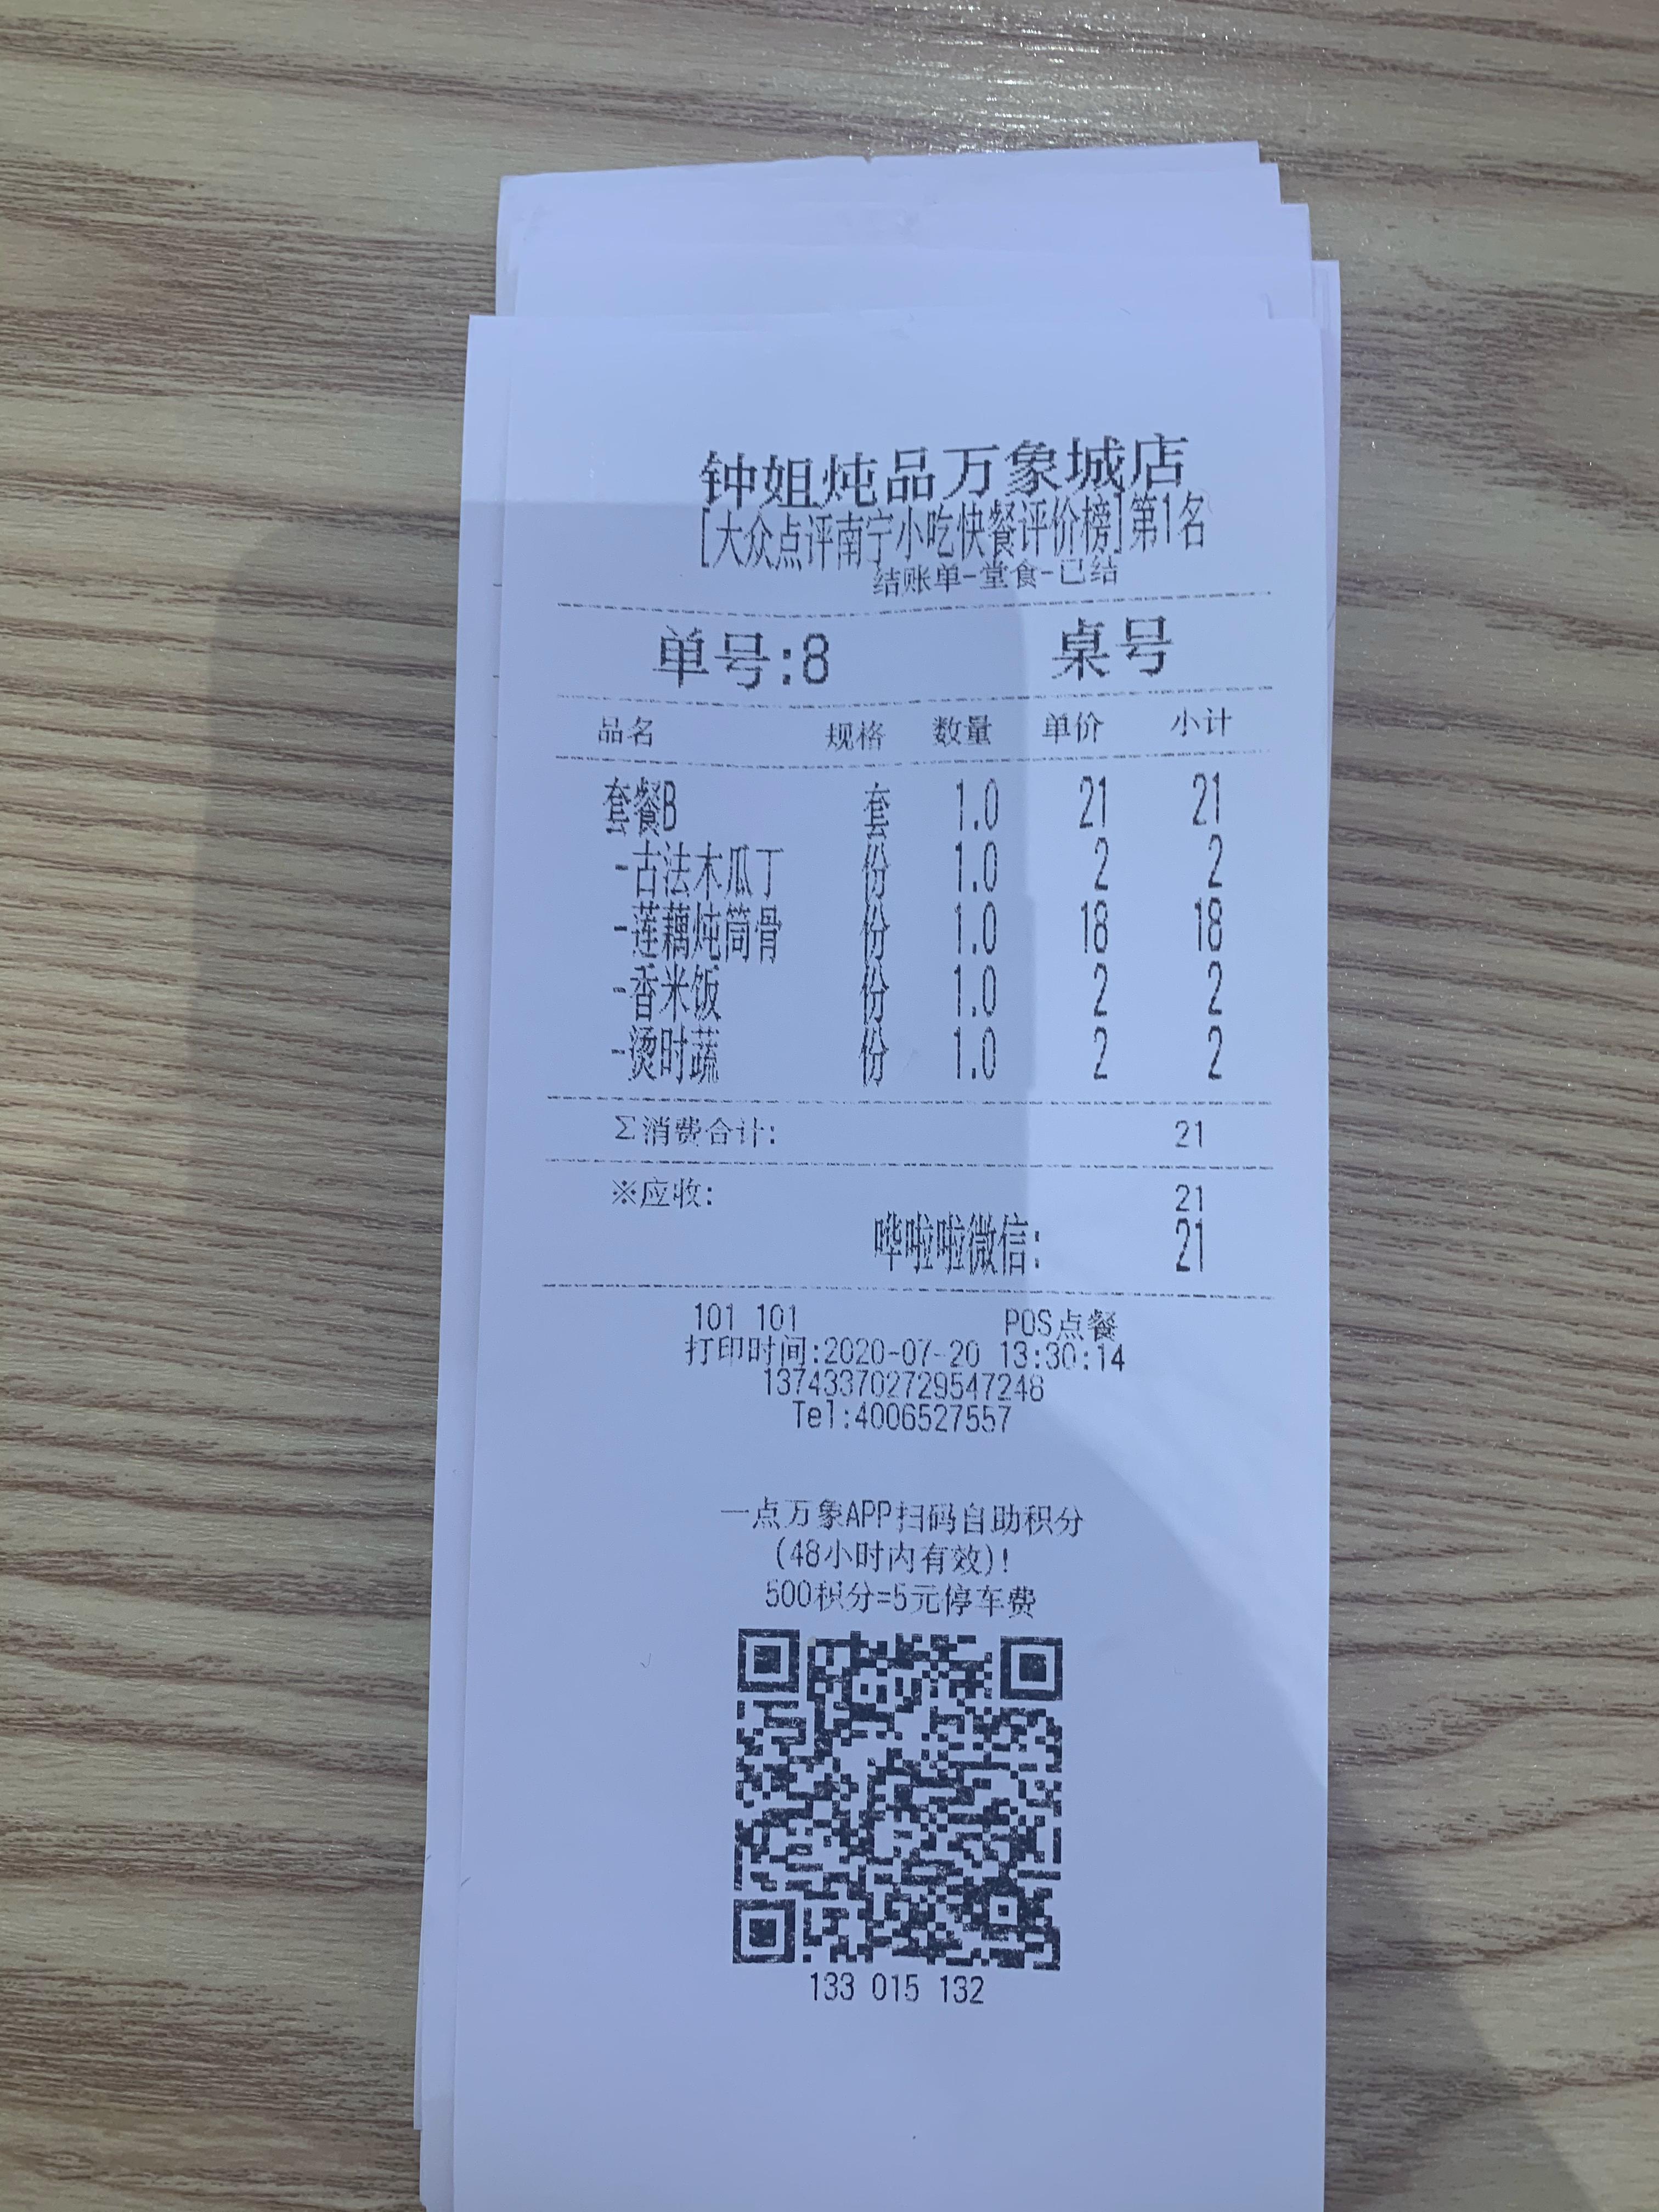 钟姐炖品万象城店
[大众点评南宁小吃快餐评价榜]第1名
结账单-堂食-已结
单号:8 桌号
品名 规格 数量 单价 小计
套餐B 套 1.0 21 21
-古法木瓜丁 份 1.0 2 2
-莲藕炖筒骨 份 1.0 18 18
-香米饭 份 1.0 2 2
-烫时蔬 份 1.0 2 2
Σ消费合计: 21
※应收: 21
哗啦啦微信: 21
101 101 POS点餐
打印时间:2020-07-20 13:30:14
137433702729547248
Tel:4006527557
一点万象APP扫码自助积分
(48小时内有效)!
500积分=5元停车费
133 015 132